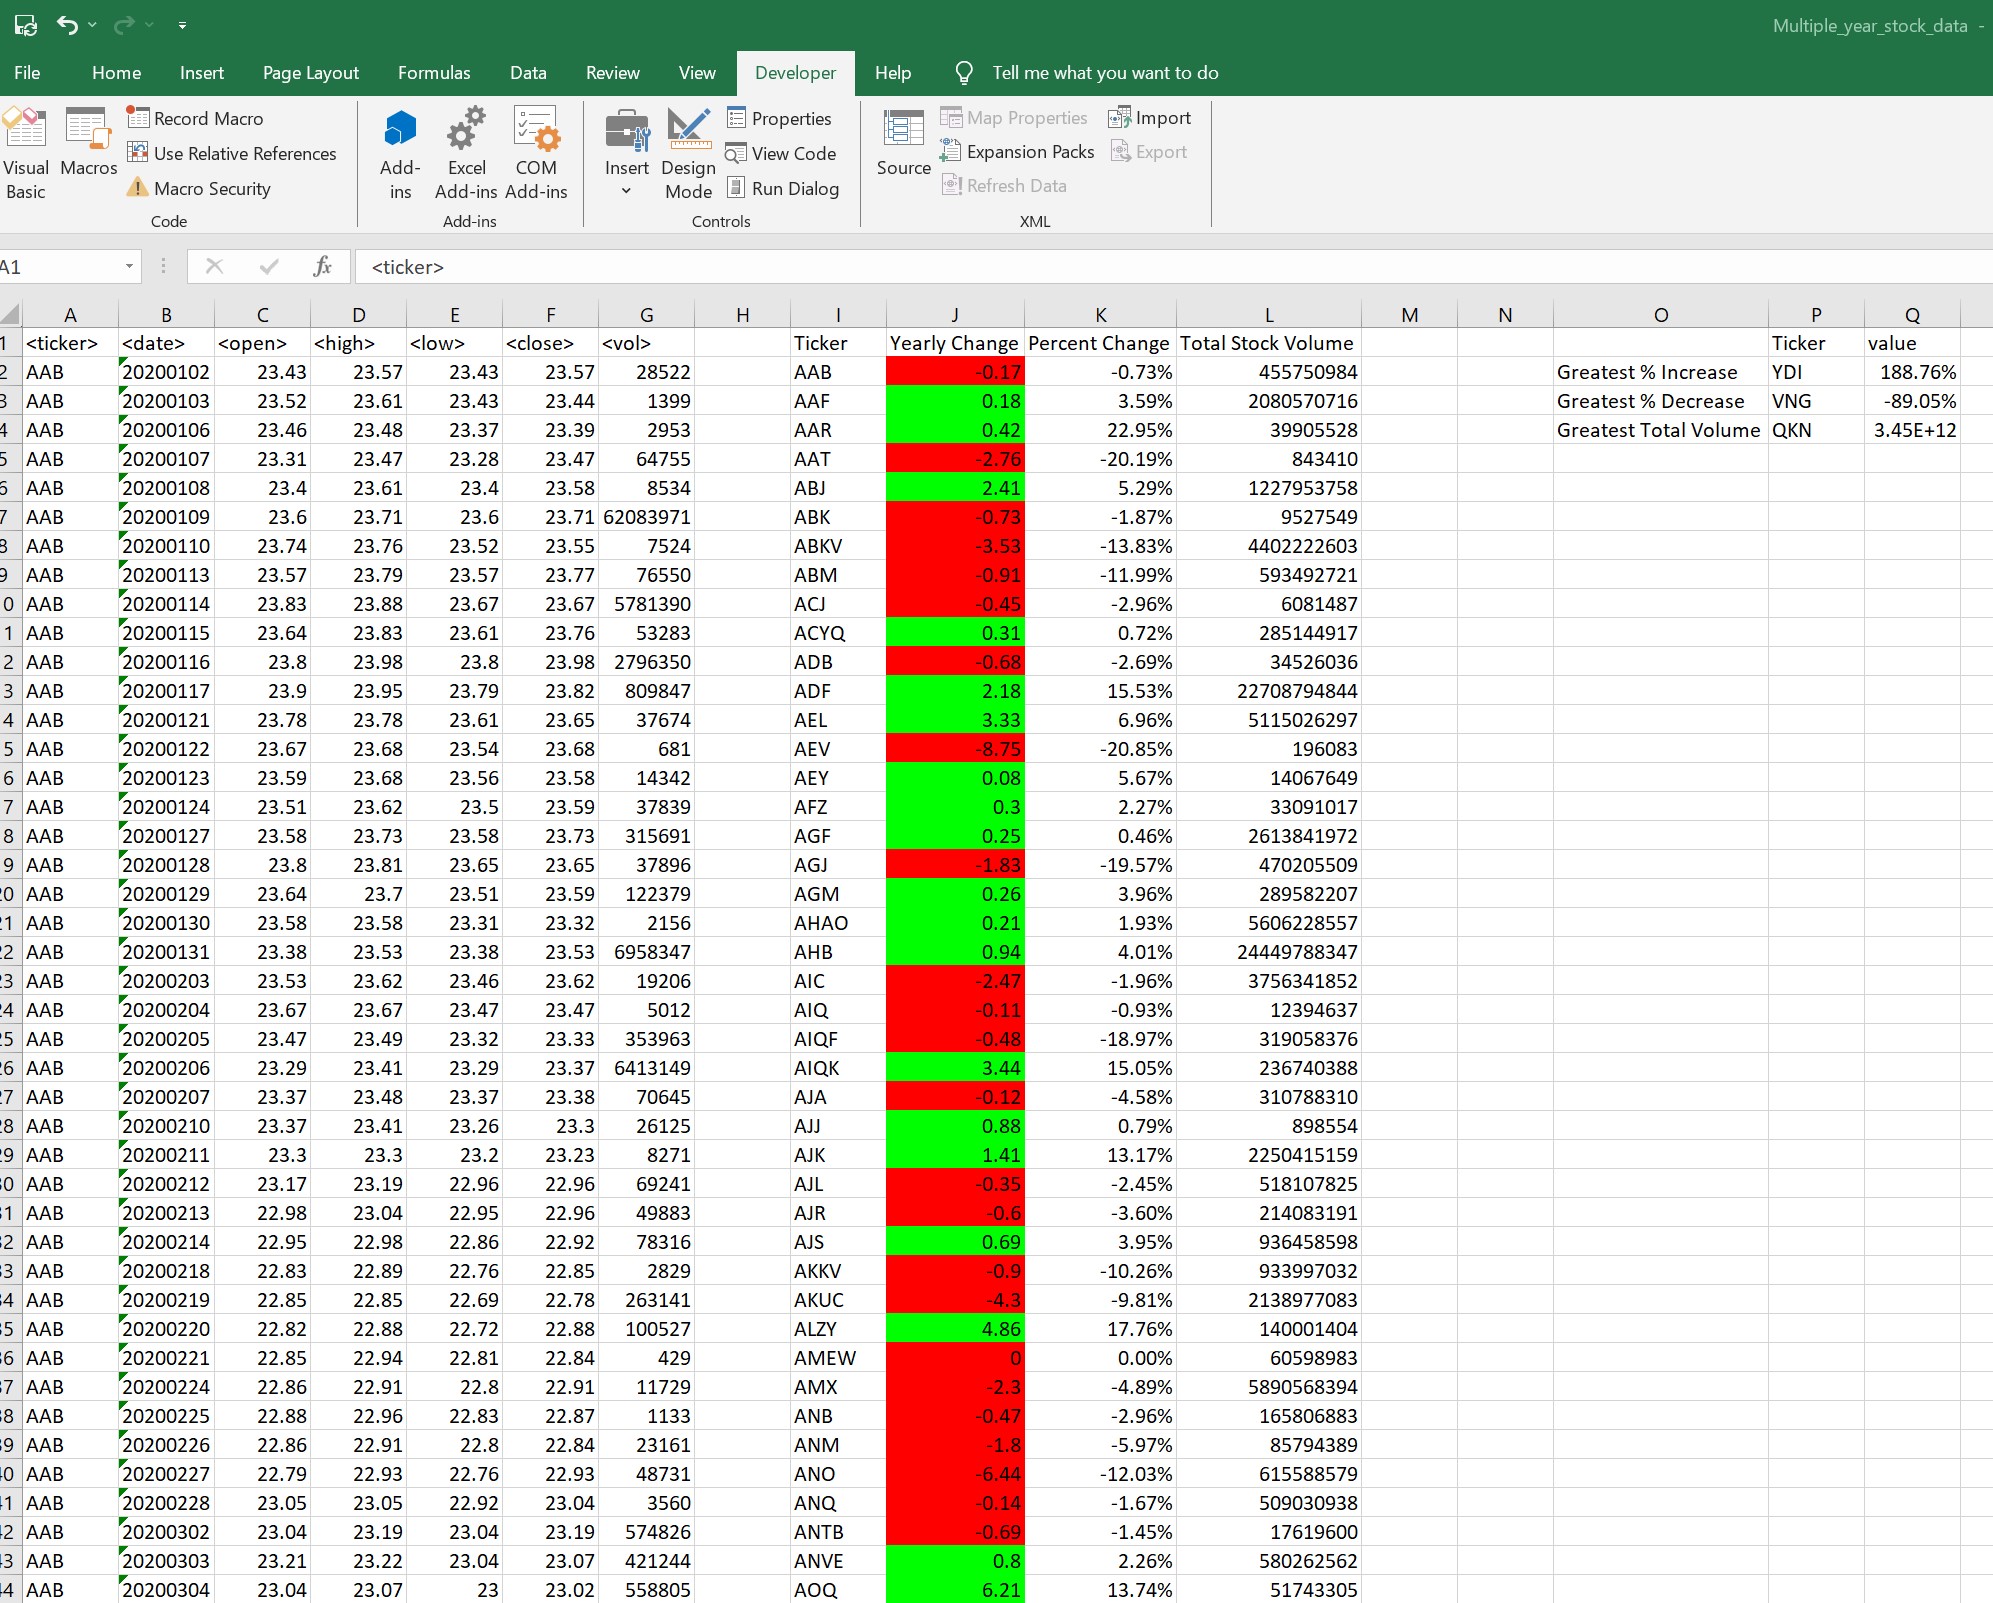 Multiple_year_stock_data -
File Home Insert Page Layout Formulas Data Review View Developer Help Tell me what you want to do
Visual Basic Macros Record Macro Use Relative References Macro Security Code
Add-ins Excel Add-ins COM Add-ins Add-ins
Insert Design Mode Properties View Code Run Dialog Controls
Source Map Properties Expansion Packs Refresh Data Import Export XML
A1 fx <ticker>
A B C D E F G H I J K L M N O P Q
1 <ticker> <date> <open> <high> <low> <close> <vol> Ticker Yearly Change Percent Change Total Stock Volume Ticker value
2 AAB 20200102 23.43 23.57 23.43 23.57 28522 AAB -0.17 -0.73% 455750984 Greatest % Increase YDI 188.76%
3 AAB 20200103 23.52 23.61 23.43 23.44 1399 AAF 0.18 3.59% 2080570716 Greatest % Decrease VNG -89.05%
4 AAB 20200106 23.46 23.48 23.37 23.39 2953 AAR 0.42 22.95% 39905528 Greatest Total Volume QKN 3.45E+12
5 AAB 20200107 23.31 23.47 23.28 23.47 64755 AAT -2.76 -20.19% 843410
6 AAB 20200108 23.4 23.61 23.4 23.58 8534 ABJ 2.41 5.29% 1227953758
7 AAB 20200109 23.6 23.71 23.6 23.71 62083971 ABK -0.73 -1.87% 9527549
8 AAB 20200110 23.74 23.76 23.52 23.55 7524 ABKV -3.53 -13.83% 4402222603
9 AAB 20200113 23.57 23.79 23.57 23.77 76550 ABM -0.91 -11.99% 593492721
0 AAB 20200114 23.83 23.88 23.67 23.67 5781390 ACJ -0.45 -2.96% 6081487
1 AAB 20200115 23.64 23.83 23.61 23.76 53283 ACYQ 0.31 0.72% 285144917
2 AAB 20200116 23.8 23.98 23.8 23.98 2796350 ADB -0.68 -2.69% 34526036
3 AAB 20200117 23.9 23.95 23.79 23.82 809847 ADF 2.18 15.53% 22708794844
4 AAB 20200121 23.78 23.78 23.61 23.65 37674 AEL 3.33 6.96% 5115026297
5 AAB 20200122 23.67 23.68 23.54 23.68 681 AEV -8.75 -20.85% 196083
6 AAB 20200123 23.59 23.68 23.56 23.58 14342 AEY 0.08 5.67% 14067649
7 AAB 20200124 23.51 23.62 23.5 23.59 37839 AFZ 0.3 2.27% 33091017
8 AAB 20200127 23.58 23.73 23.58 23.73 315691 AGF 0.25 0.46% 2613841972
9 AAB 20200128 23.8 23.81 23.65 23.65 37896 AGJ -1.83 -19.57% 470205509
20 AAB 20200129 23.64 23.7 23.51 23.59 122379 AGM 0.26 3.96% 289582207
21 AAB 20200130 23.58 23.58 23.31 23.32 2156 AHAO 0.21 1.93% 5606228557
22 AAB 20200131 23.38 23.53 23.38 23.53 6958347 AHB 0.94 4.01% 24449788347
23 AAB 20200203 23.53 23.62 23.46 23.62 19206 AIC -2.47 -1.96% 3756341852
24 AAB 20200204 23.67 23.67 23.47 23.47 5012 AIQ -0.11 -0.93% 12394637
25 AAB 20200205 23.47 23.49 23.32 23.33 353963 AIQF -0.48 -18.97% 319058376
26 AAB 20200206 23.29 23.41 23.29 23.37 6413149 AIQK 3.44 15.05% 236740388
27 AAB 20200207 23.37 23.48 23.37 23.38 70645 AJA -0.12 -4.58% 310788310
28 AAB 20200210 23.37 23.41 23.26 23.3 26125 AJJ 0.88 0.79% 898554
29 AAB 20200211 23.3 23.3 23.2 23.23 8271 AJK 1.41 13.17% 2250415159
30 AAB 20200212 23.17 23.19 22.96 22.96 69241 AJL -0.35 -2.45% 518107825
31 AAB 20200213 22.98 23.04 22.95 22.96 49883 AJR -0.6 -3.60% 214083191
32 AAB 20200214 22.95 22.98 22.86 22.92 78316 AJS 0.69 3.95% 936458598
33 AAB 20200218 22.83 22.89 22.76 22.85 2829 AKKV -0.9 -10.26% 933997032
34 AAB 20200219 22.85 22.85 22.69 22.78 263141 AKUC -4.3 -9.81% 2138977083
35 AAB 20200220 22.82 22.88 22.72 22.88 100527 ALZY 4.86 17.76% 140001404
36 AAB 20200221 22.85 22.94 22.81 22.84 429 AMEW 0 0.00% 60598983
37 AAB 20200224 22.86 22.91 22.8 22.91 11729 AMX -2.3 -4.89% 5890568394
38 AAB 20200225 22.88 22.96 22.83 22.87 1133 ANB -0.47 -2.96% 165806883
39 AAB 20200226 22.86 22.91 22.8 22.84 23161 ANM -1.8 -5.97% 85794389
40 AAB 20200227 22.79 22.93 22.76 22.93 48731 ANO -6.44 -12.03% 615588579
41 AAB 20200228 23.05 23.05 22.92 23.04 3560 ANQ -0.14 -1.67% 509030938
42 AAB 20200302 23.04 23.19 23.04 23.19 574826 ANTB -0.69 -1.45% 17619600
43 AAB 20200303 23.21 23.22 23.04 23.07 421244 ANVE 0.8 2.26% 580262562
44 AAB 20200304 23.04 23.07 23 23.02 558805 AOQ 6.21 13.74% 51743305